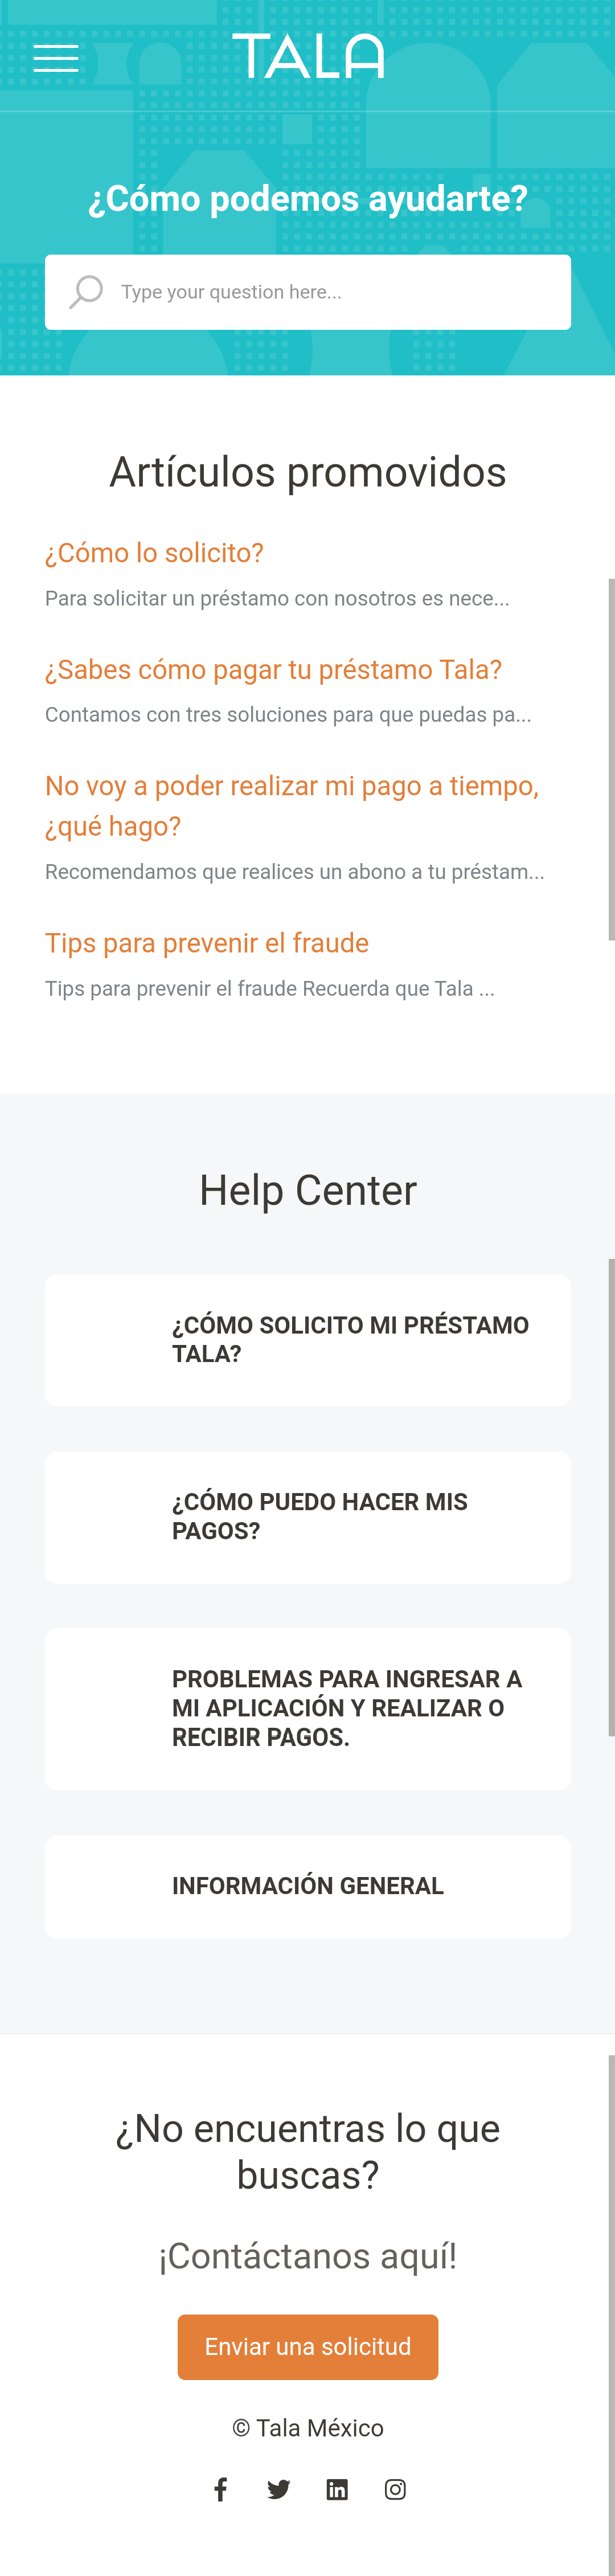 TALA
¿Cómo podemos ayudarte?
Type your question here...
Artículos promovidos
¿Cómo lo solicito?
Para solicitar un préstamo con nosotros es nece...
¿Sabes cómo pagar tu préstamo Tala?
Contamos con tres soluciones para que puedas pa...
No voy a poder realizar mi pago a tiempo,
¿qué hago?
Recomendamos que realices un abono a tu préstam...
Tips para prevenir el fraude
Tips para prevenir el fraude Recuerda que Tala ...
Help Center
¿CÓMO SOLICITO MI PRÉSTAMO
TALA?
¿CÓMO PUEDO HACER MIS
PAGOS?
PROBLEMAS PARA INGRESAR A
MI APLICACIÓN Y REALIZAR O
RECIBIR PAGOS.
INFORMACIÓN GENERAL
¿No encuentras lo que
buscas?
¡Contáctanos aquí!
Enviar una solicitud
© Tala México